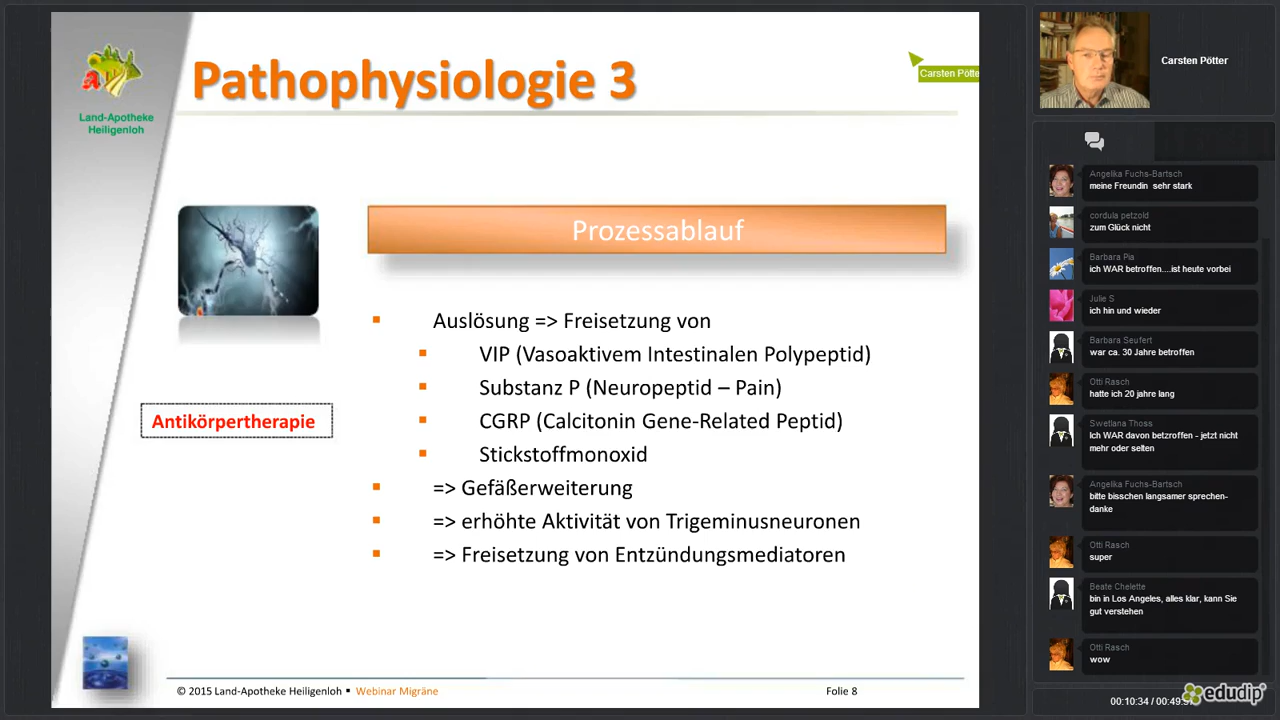 Land-Apotheke
Heiligenloh
Pathophysiologie 3
Carsten Pötte
Prozessablauf
Antikörpertherapie
Auslösung => Freisetzung von
VIP (Vasoaktivem Intestinalen Polypeptid)
Substanz P (Neuropeptid – Pain)
CGRP (Calcitonin Gene-Related Peptid)
Stickstoffmonoxid
=> Gefäßerweiterung
=> erhöhte Aktivität von Trigeminusneuronen
=> Freisetzung von Entzündungsmediatoren
© 2015 Land-Apotheke Heiligenloh ▪ Webinar Migräne
Folie 8
Carsten Pötter
Angelika Fuchs-Bartsch
meine Freundin sehr stark
cordula petzold
zum Glück nicht
Barbara Pia
ich WAR betroffen....ist heute vorbei
Julie S
ich hin und wieder
Barbara Seufert
war ca. 30 Jahre betroffen
Otti Rasch
hatte ich 20 jahre lang
Swetlana Thoss
Ich WAR davon betzroffen - jetzt nicht
mehr oder selten
Angelika Fuchs-Bartsch
bitte bisschen langsamer sprechen-
danke
Otti Rasch
super
Beate Chelette
bin in Los Angeles, alles klar, kann Sie
gut verstehen
Otti Rasch
wow
00:10:34 / 00:49:
edudip